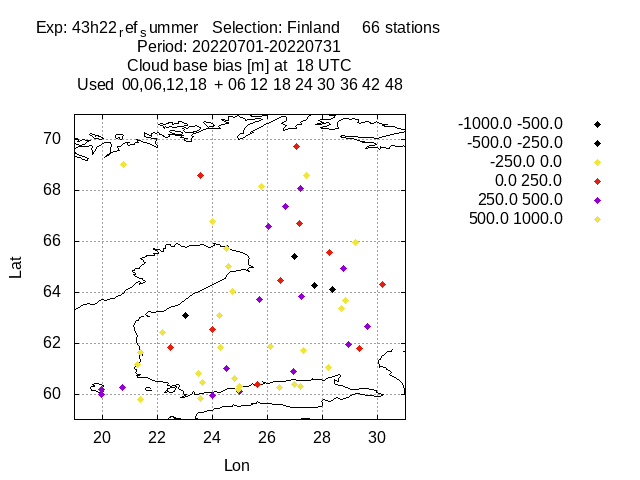 Exp: 43h22refsummer Selection: Finland 66 stations
Period: 20220701-20220731
Cloud base bias [m] at 18 UTC
Used 00,06,12,18 + 06 12 18 24 30 36 42 48
-1000.0 -500.0
-500.0 -250.0
-250.0 0.0
0.0 250.0
250.0 500.0
500.0 1000.0
70
68
66
64
62
60
Lat
20 22 24 26 28 30
Lon